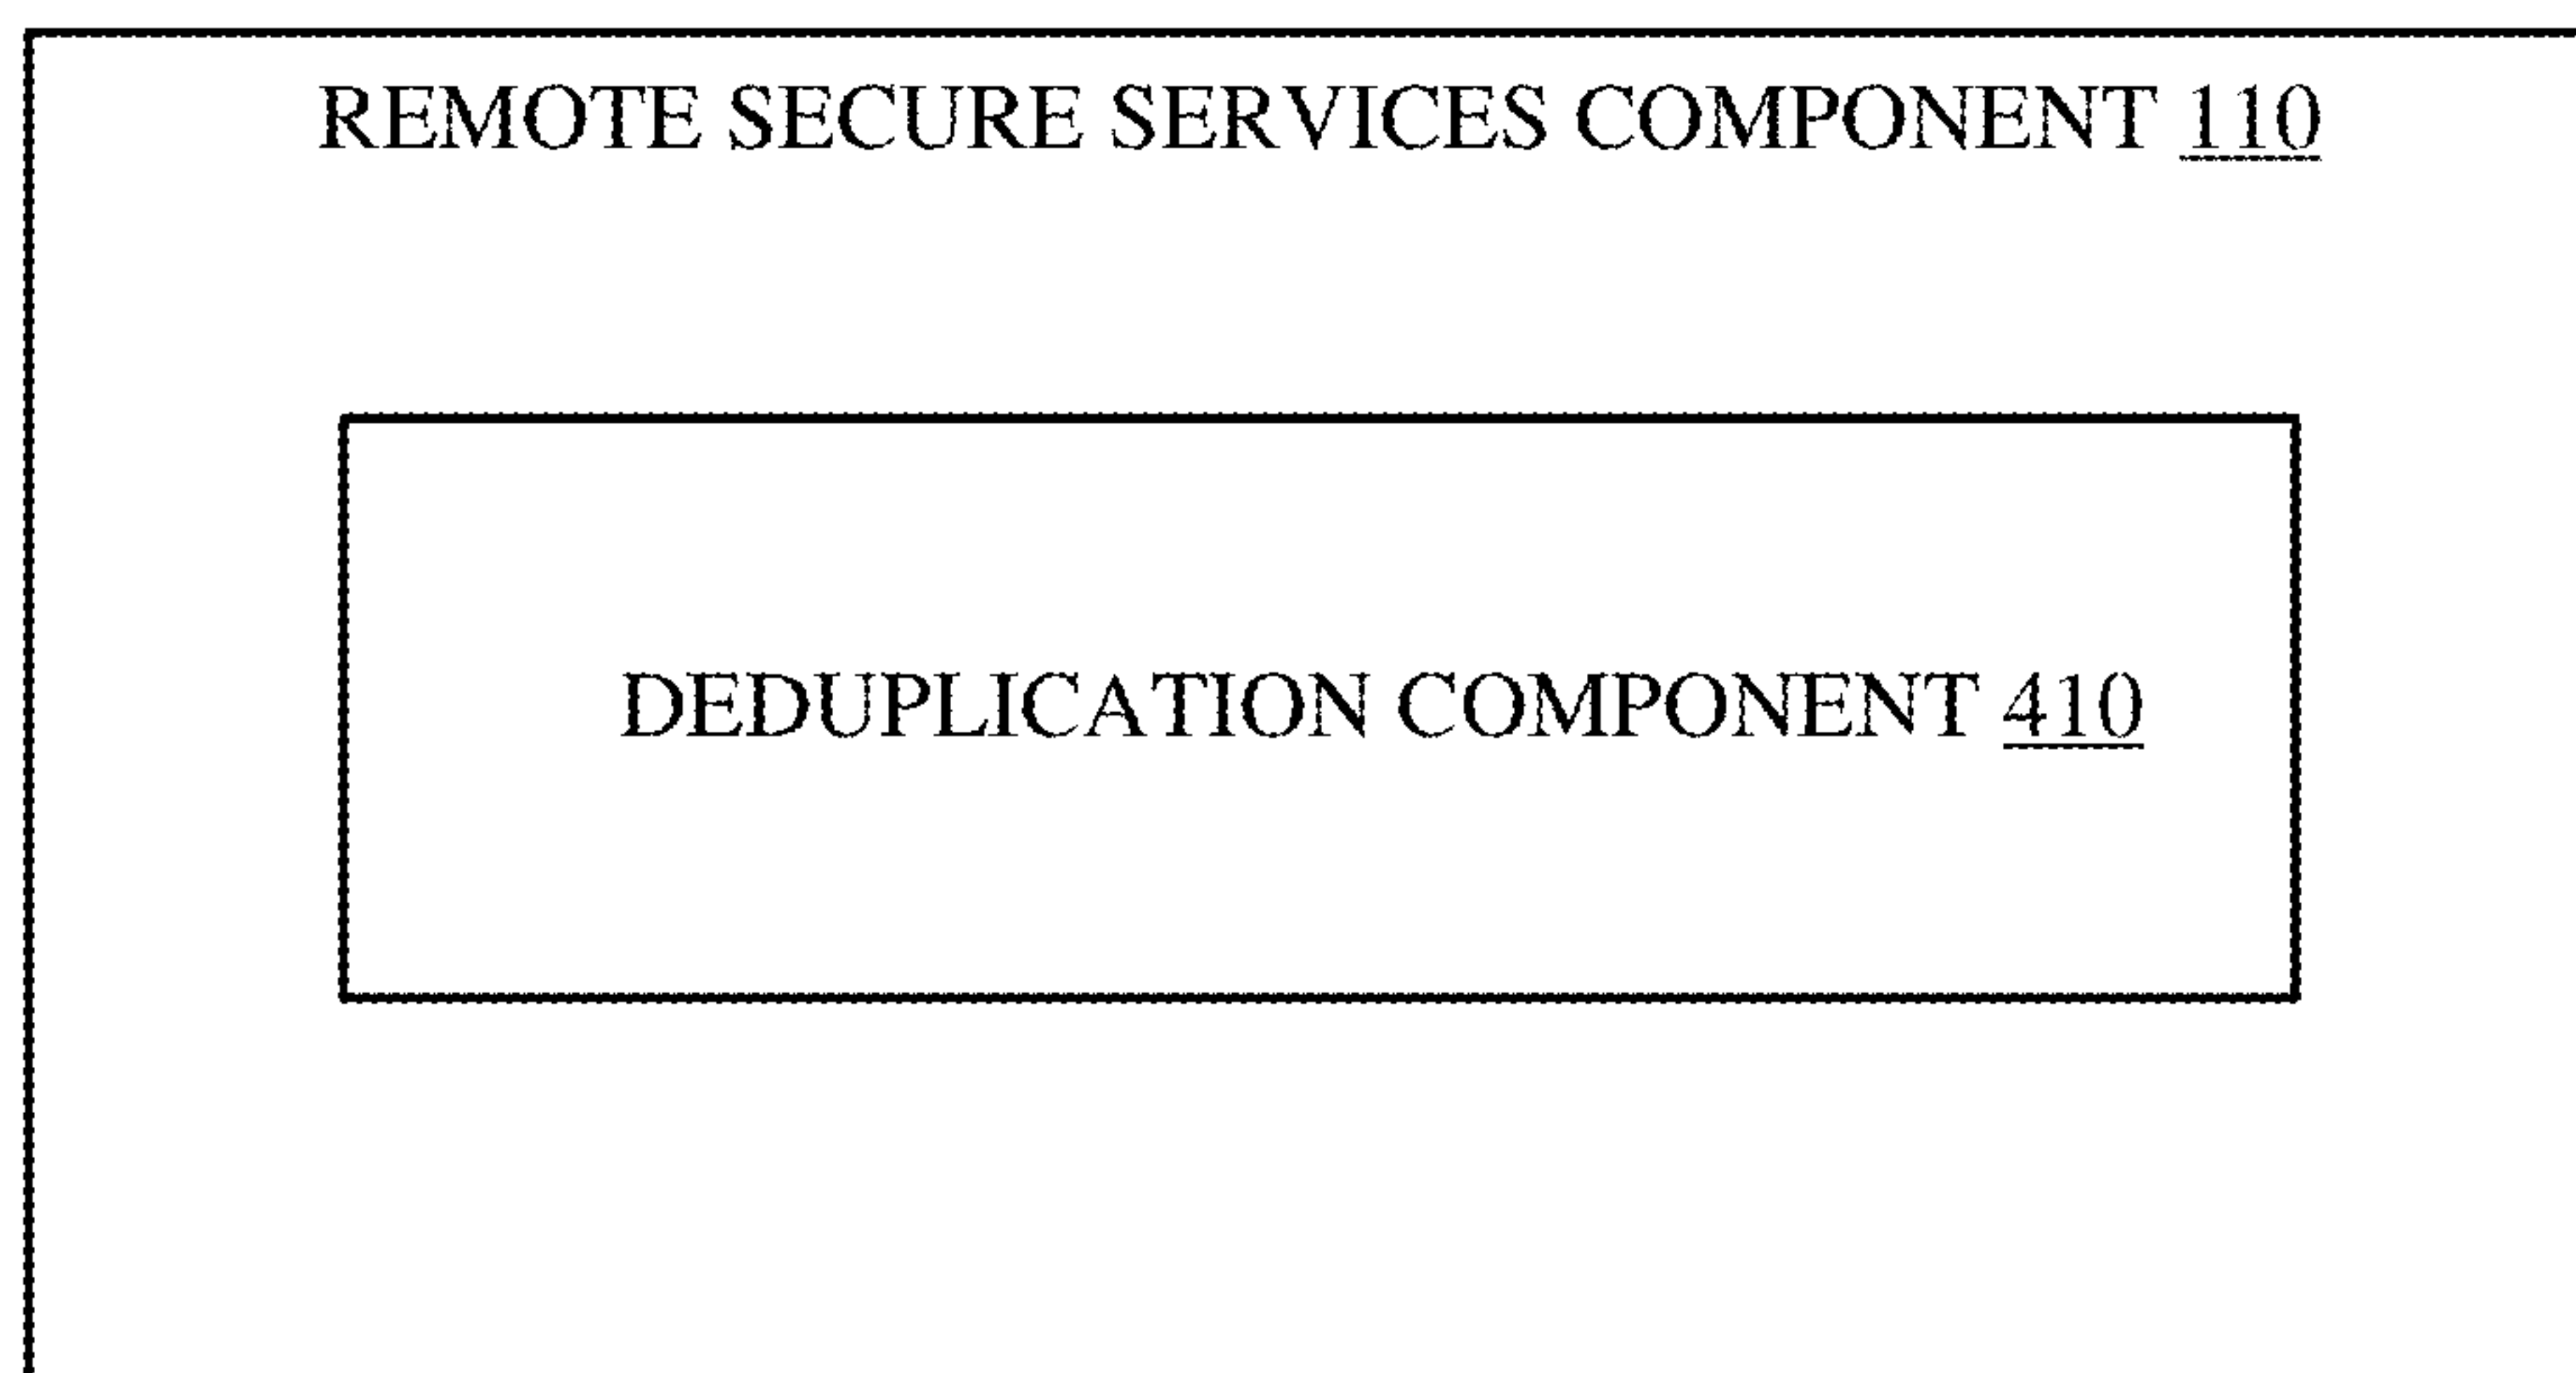 REMOTE SECURE SERVICES COMPONENT 110
DEDUPLICATION COMPONENT 410